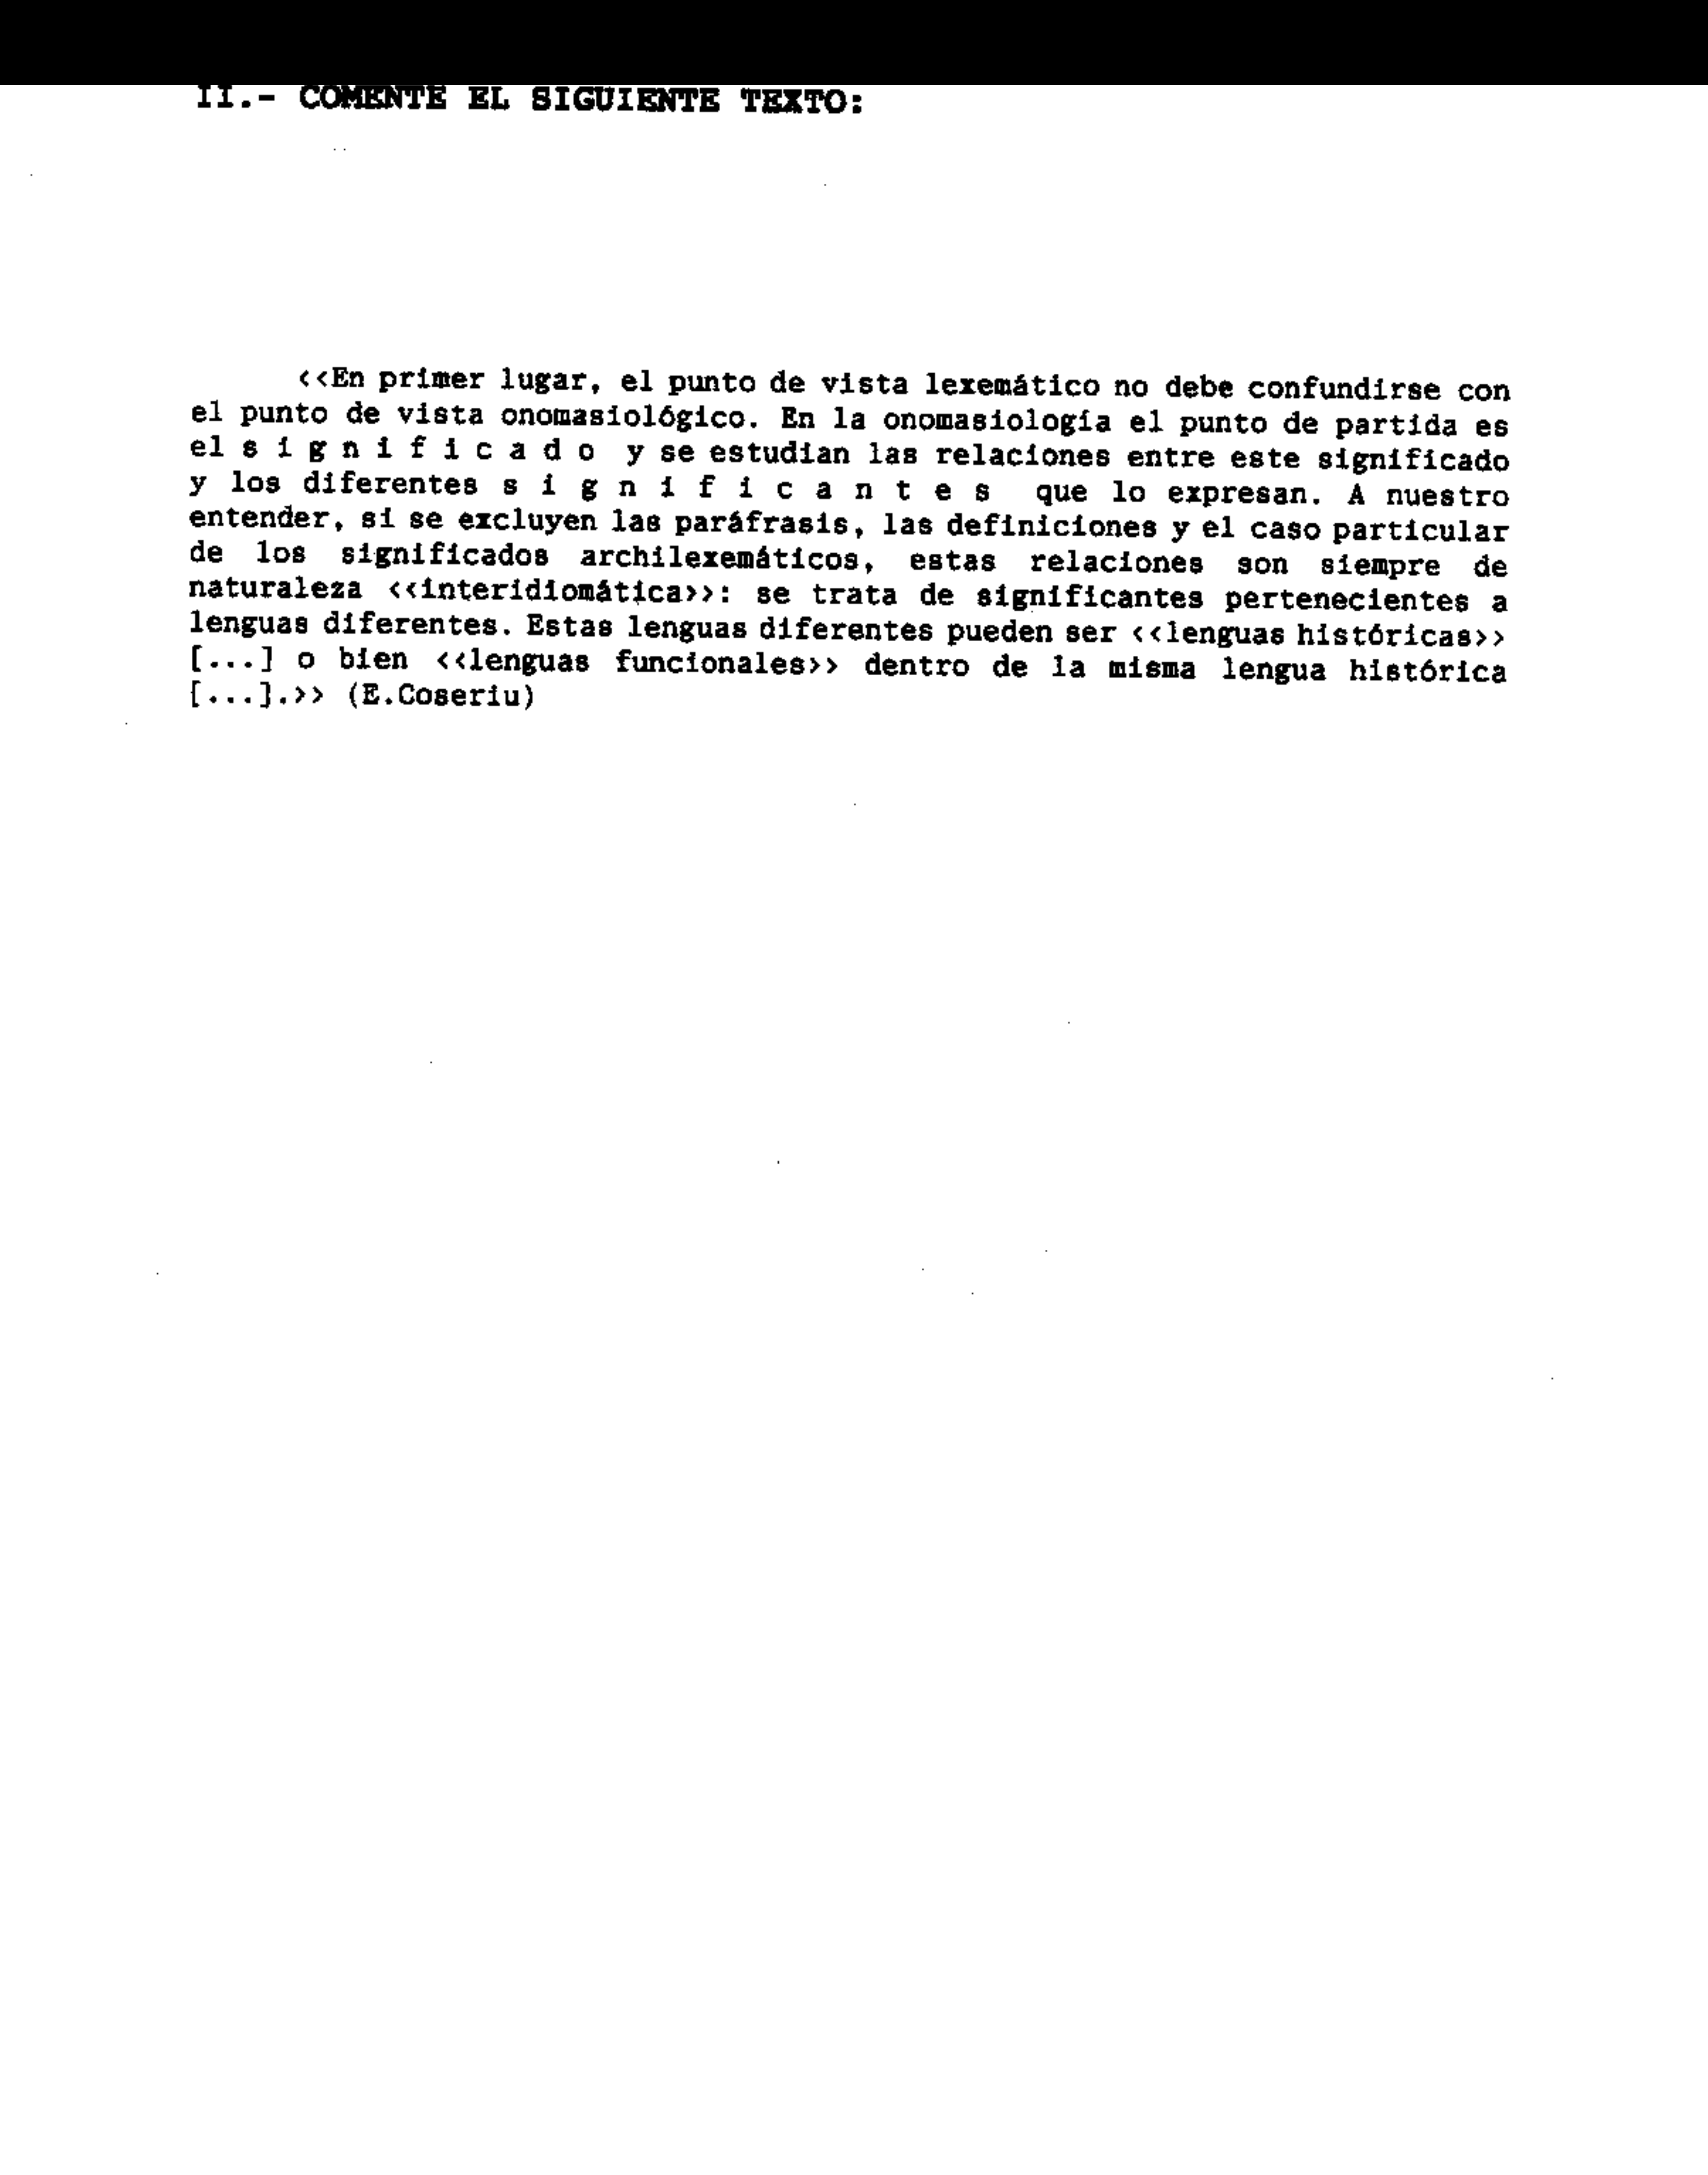 II.- COMENTE EL SIGUIENTE TEXTO:
<<En primer lugar, el punto de vista lexemático no debe confundirse con
el punto de vista onomasiológico. En la onomasiología el punto de partida es
el s i g n i f i c a d o y se estudian las relaciones entre este significado
y los diferentes s i g n i f i c a n t e s que lo expresan. A nuestro
entender, si se excluyen las paráfrasis, las definiciones y el caso particular
de los significados archilexemáticos, estas relaciones son siempre de
naturaleza <<interidiomática>>: se trata de significantes pertenecientes a
lenguas diferentes. Estas lenguas diferentes pueden ser <<lenguas históricas>>
[...] o bien <<lenguas funcionales>> dentro de la misma lengua histórica
[...].>> (E.Coseriu)